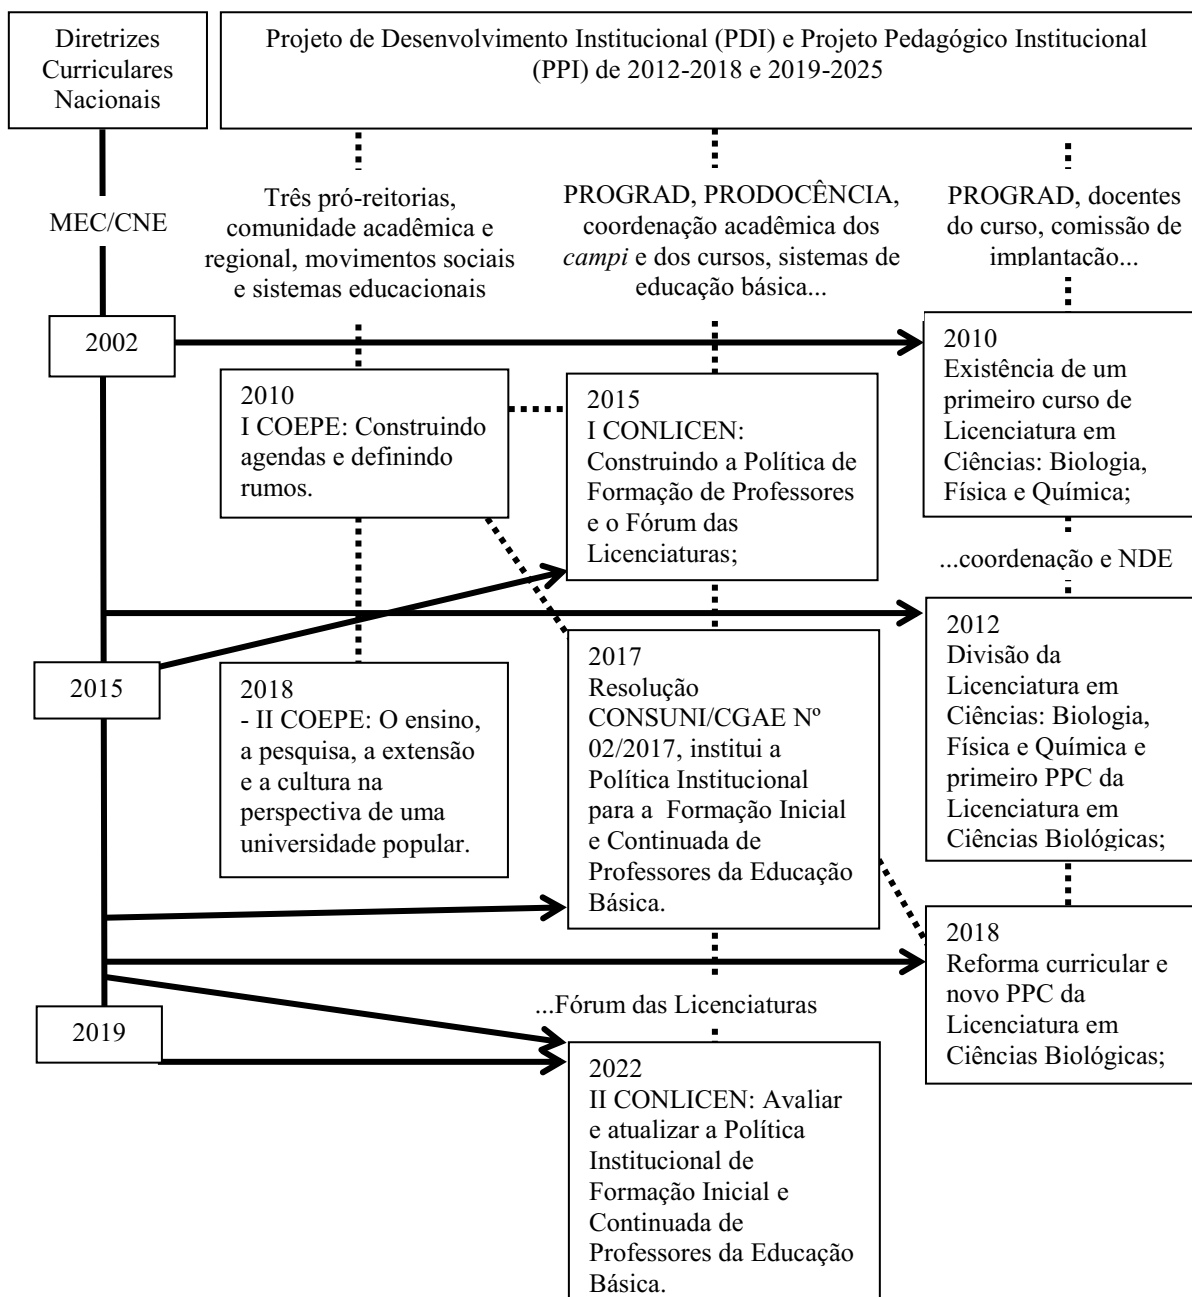 Diretrizes
Curriculares
Nacionais
Projeto de Desenvolvimento Institucional (PDI) e Projeto Pedagógico Institucional
(PPI) de 2012-2018 e 2019-2025
MEC/CNE
Três pró-reitorias,
comunidade acadêmica e
regional, movimentos sociais
e sistemas educacionais
PROGRAD, PRODOCÊNCIA,
coordenação acadêmica dos
campi e dos cursos, sistemas de
educação básica...
PROGRAD, docentes
do curso, comissão de
implantação...
2002
2010
I COEPE: Construindo
agendas e definindo
rumos.
2015
I CONLICEN:
Construindo a Política de
Formação de Professores
e o Fórum das
Licenciaturas;
2010
Existência de um
primeiro curso de
Licenciatura em
Ciências: Biologia,
Física e Química;
...coordenação e NDE
2015
2018
- II COEPE: O ensino,
a pesquisa, a extensão
e a cultura na
perspectiva de uma
universidade popular.
2017
Resolução
CONSUNI/CGAE Nº
02/2017, institui a
Política Institucional
para a Formação Inicial
e Continuada de
Professores da Educação
Básica.
2012
Divisão da
Licenciatura em
Ciências: Biologia,
Física e Química e
primeiro PPC da
Licenciatura em
Ciências Biológicas;
2019
...Fórum das Licenciaturas
2022
II CONLICEN: Avaliar
e atualizar a Política
Institucional de
Formação Inicial e
Continuada de
Professores da Educação
Básica.
2018
Reforma curricular e
novo PPC da
Licenciatura em
Ciências Biológicas;